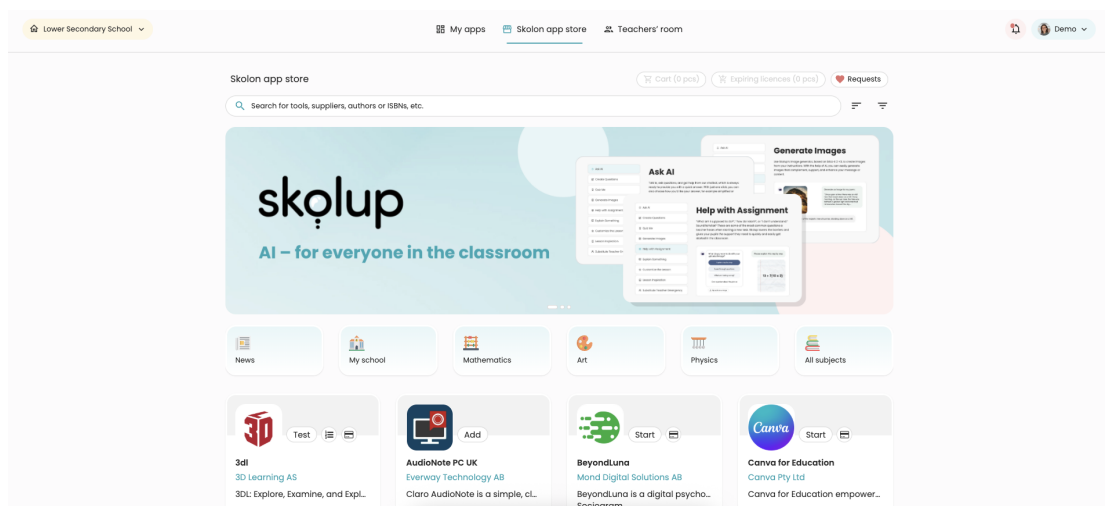 Lower Secondary School
My apps
Skolon app store
Teachers' room
Demo
Skolon app store
Cart (0 pcs)
Expiring licences (0 pcs)
Requests
Search for tools, suppliers, authors or ISBNs, etc.
skolup
AI – for everyone in the classroom
Ask AI
Generate Images
Help with Assignment
News
My school
Mathematics
Art
Physics
All subjects
Test
Add
Start
Start
3D
Canva
3dl
AudioNote PC UK
BeyondLuna
Canva for Education
3D Learning AS
Everway Technology AB
Mond Digital Solutions AB
Canva Pty Ltd
3DL: Explore, Examine, and Expl...
Claro AudioNote is a simple, cl...
BeyondLuna is a digital psycho...
Canva for Education empower...
Sociogram